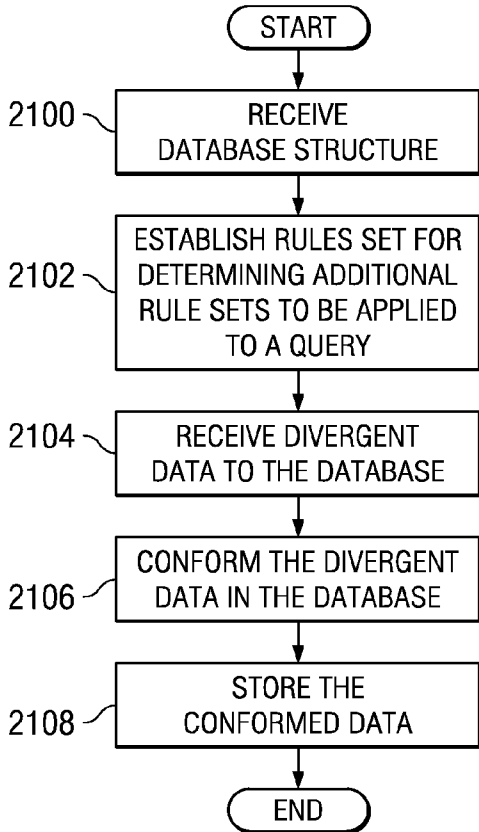 START
2100
RECEIVE
DATABASE STRUCTURE
2102
ESTABLISH RULES SET FOR
DETERMINING ADDITIONAL
RULE SETS TO BE APPLIED
TO A QUERY
2104
RECEIVE DIVERGENT
DATA TO THE DATABASE
2106
CONFORM THE DIVERGENT
DATA IN THE DATABASE
2108
STORE THE
CONFORMED DATA
END